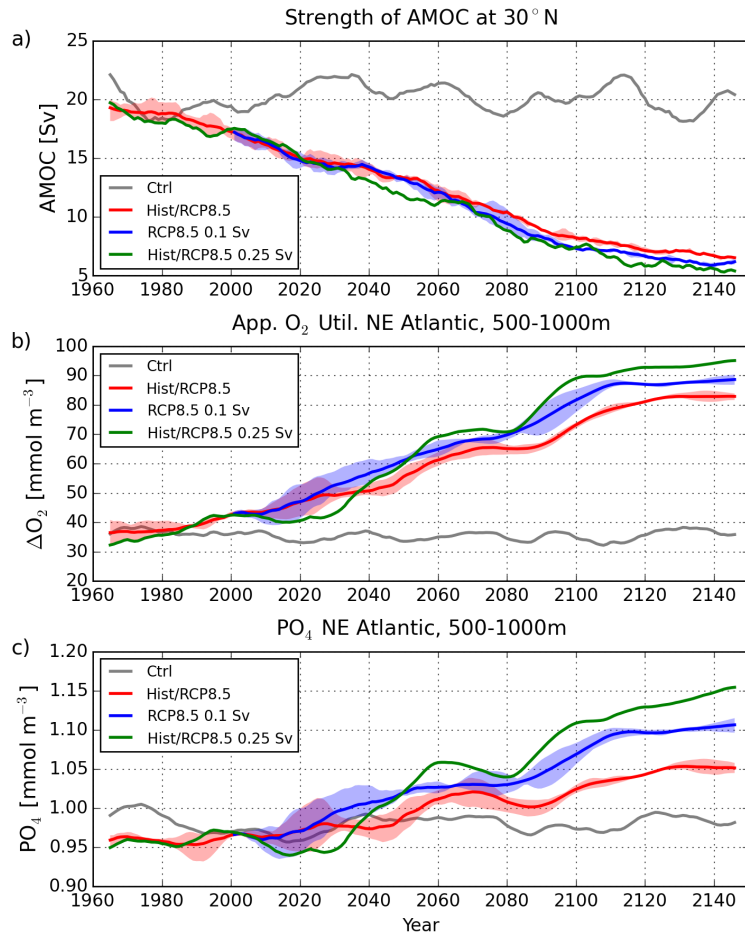 Strength of AMOC at 30° N
a)
AMOC [Sv]
25
20
15
10
5
Ctrl
Hist/RCP8.5
RCP8.5 0.1 Sv
Hist/RCP8.5 0.25 Sv
1960 1980 2000 2020 2040 2060 2080 2100 2120 2140
App. O₂ Util. NE Atlantic, 500-1000m
b)
ΔO₂ [mmol m⁻³]
100
90
80
70
60
50
40
30
20
Ctrl
Hist/RCP8.5
RCP8.5 0.1 Sv
Hist/RCP8.5 0.25 Sv
1960 1980 2000 2020 2040 2060 2080 2100 2120 2140
PO₄ NE Atlantic, 500-1000m
c)
PO₄ [mmol m⁻³]
1.20
1.15
1.10
1.05
1.00
0.95
0.90
Ctrl
Hist/RCP8.5
RCP8.5 0.1 Sv
Hist/RCP8.5 0.25 Sv
1960 1980 2000 2020 2040 2060 2080 2100 2120 2140
Year